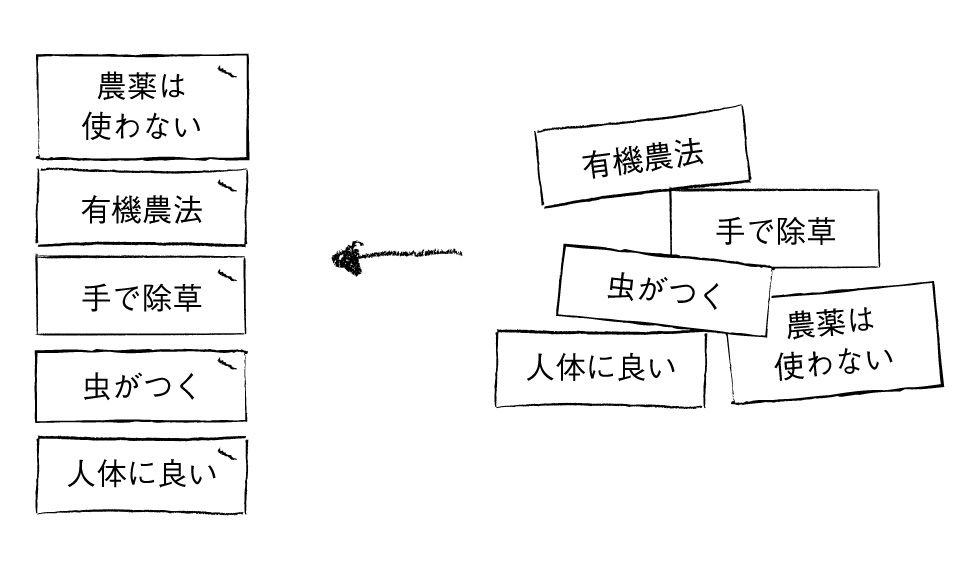 農薬は
使わない
有機農法
手で除草
虫がつく
人体に良い
有機農法
手で除草
虫がつく
農薬は
使わない
人体に良い